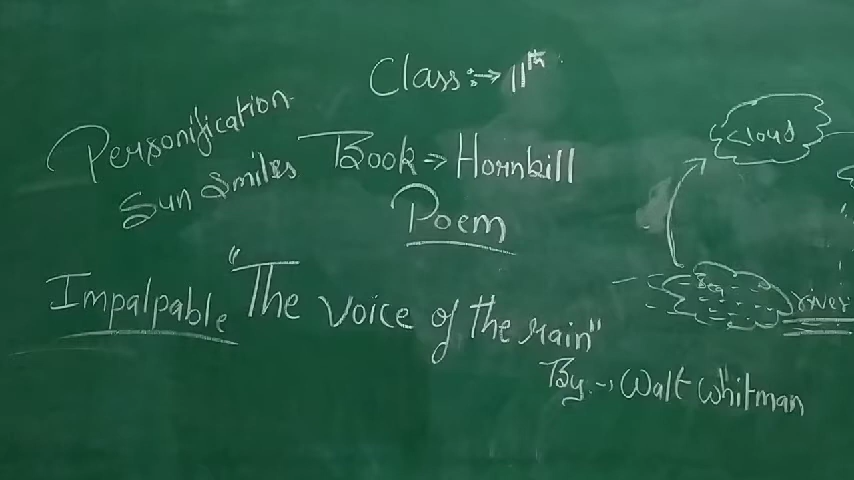 Class :→ 11th
Personification
Sun Smiles
Book → Hornbill
Poem
Cloud
Sea
river
Impalpable
"The Voice of the rain"
By → Walt Whitman